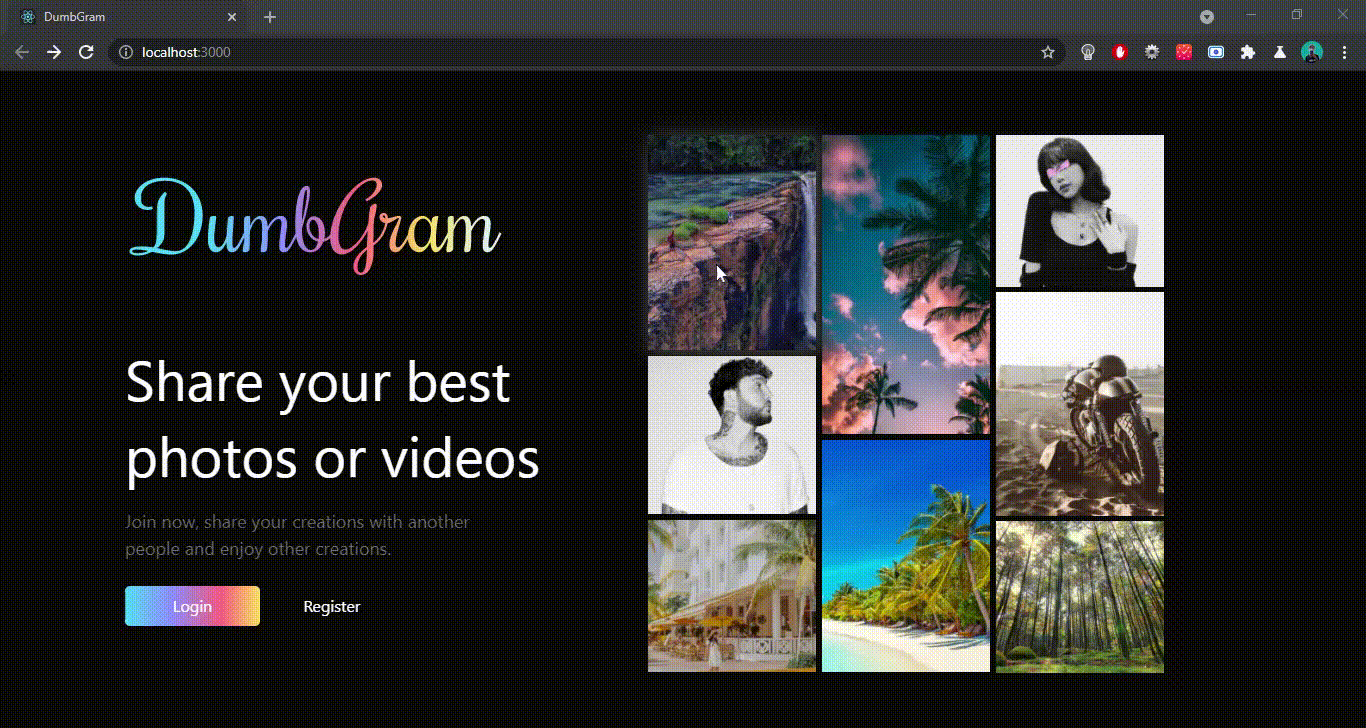 DumbGram
localhost:3000
DumbGram
Share your best
photos or videos
Join now, share your creations with another
people and enjoy other creations.
Login
Register